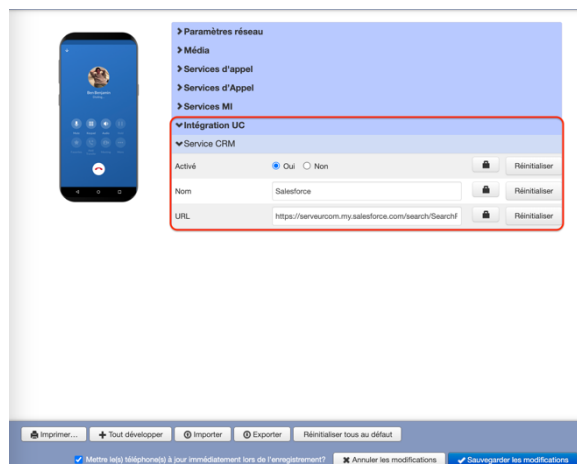 Paramètres réseau
Média
Services d'appel
Services d'Appel
Services MI
Intégration UC
Service CRM
Activé Oui Non Réinitialiser
Nom Salesforce Réinitialiser
URL https://serveurcom.my.salesforce.com/search/SearchF Réinitialiser
Imprimer... Tout développer Importer Exporter Réinitialiser tous au défaut
Mettre le(s) téléphone(s) à jour immédiatement lors de l'enregistrement? Annuler les modifications Sauvegarder les modifications